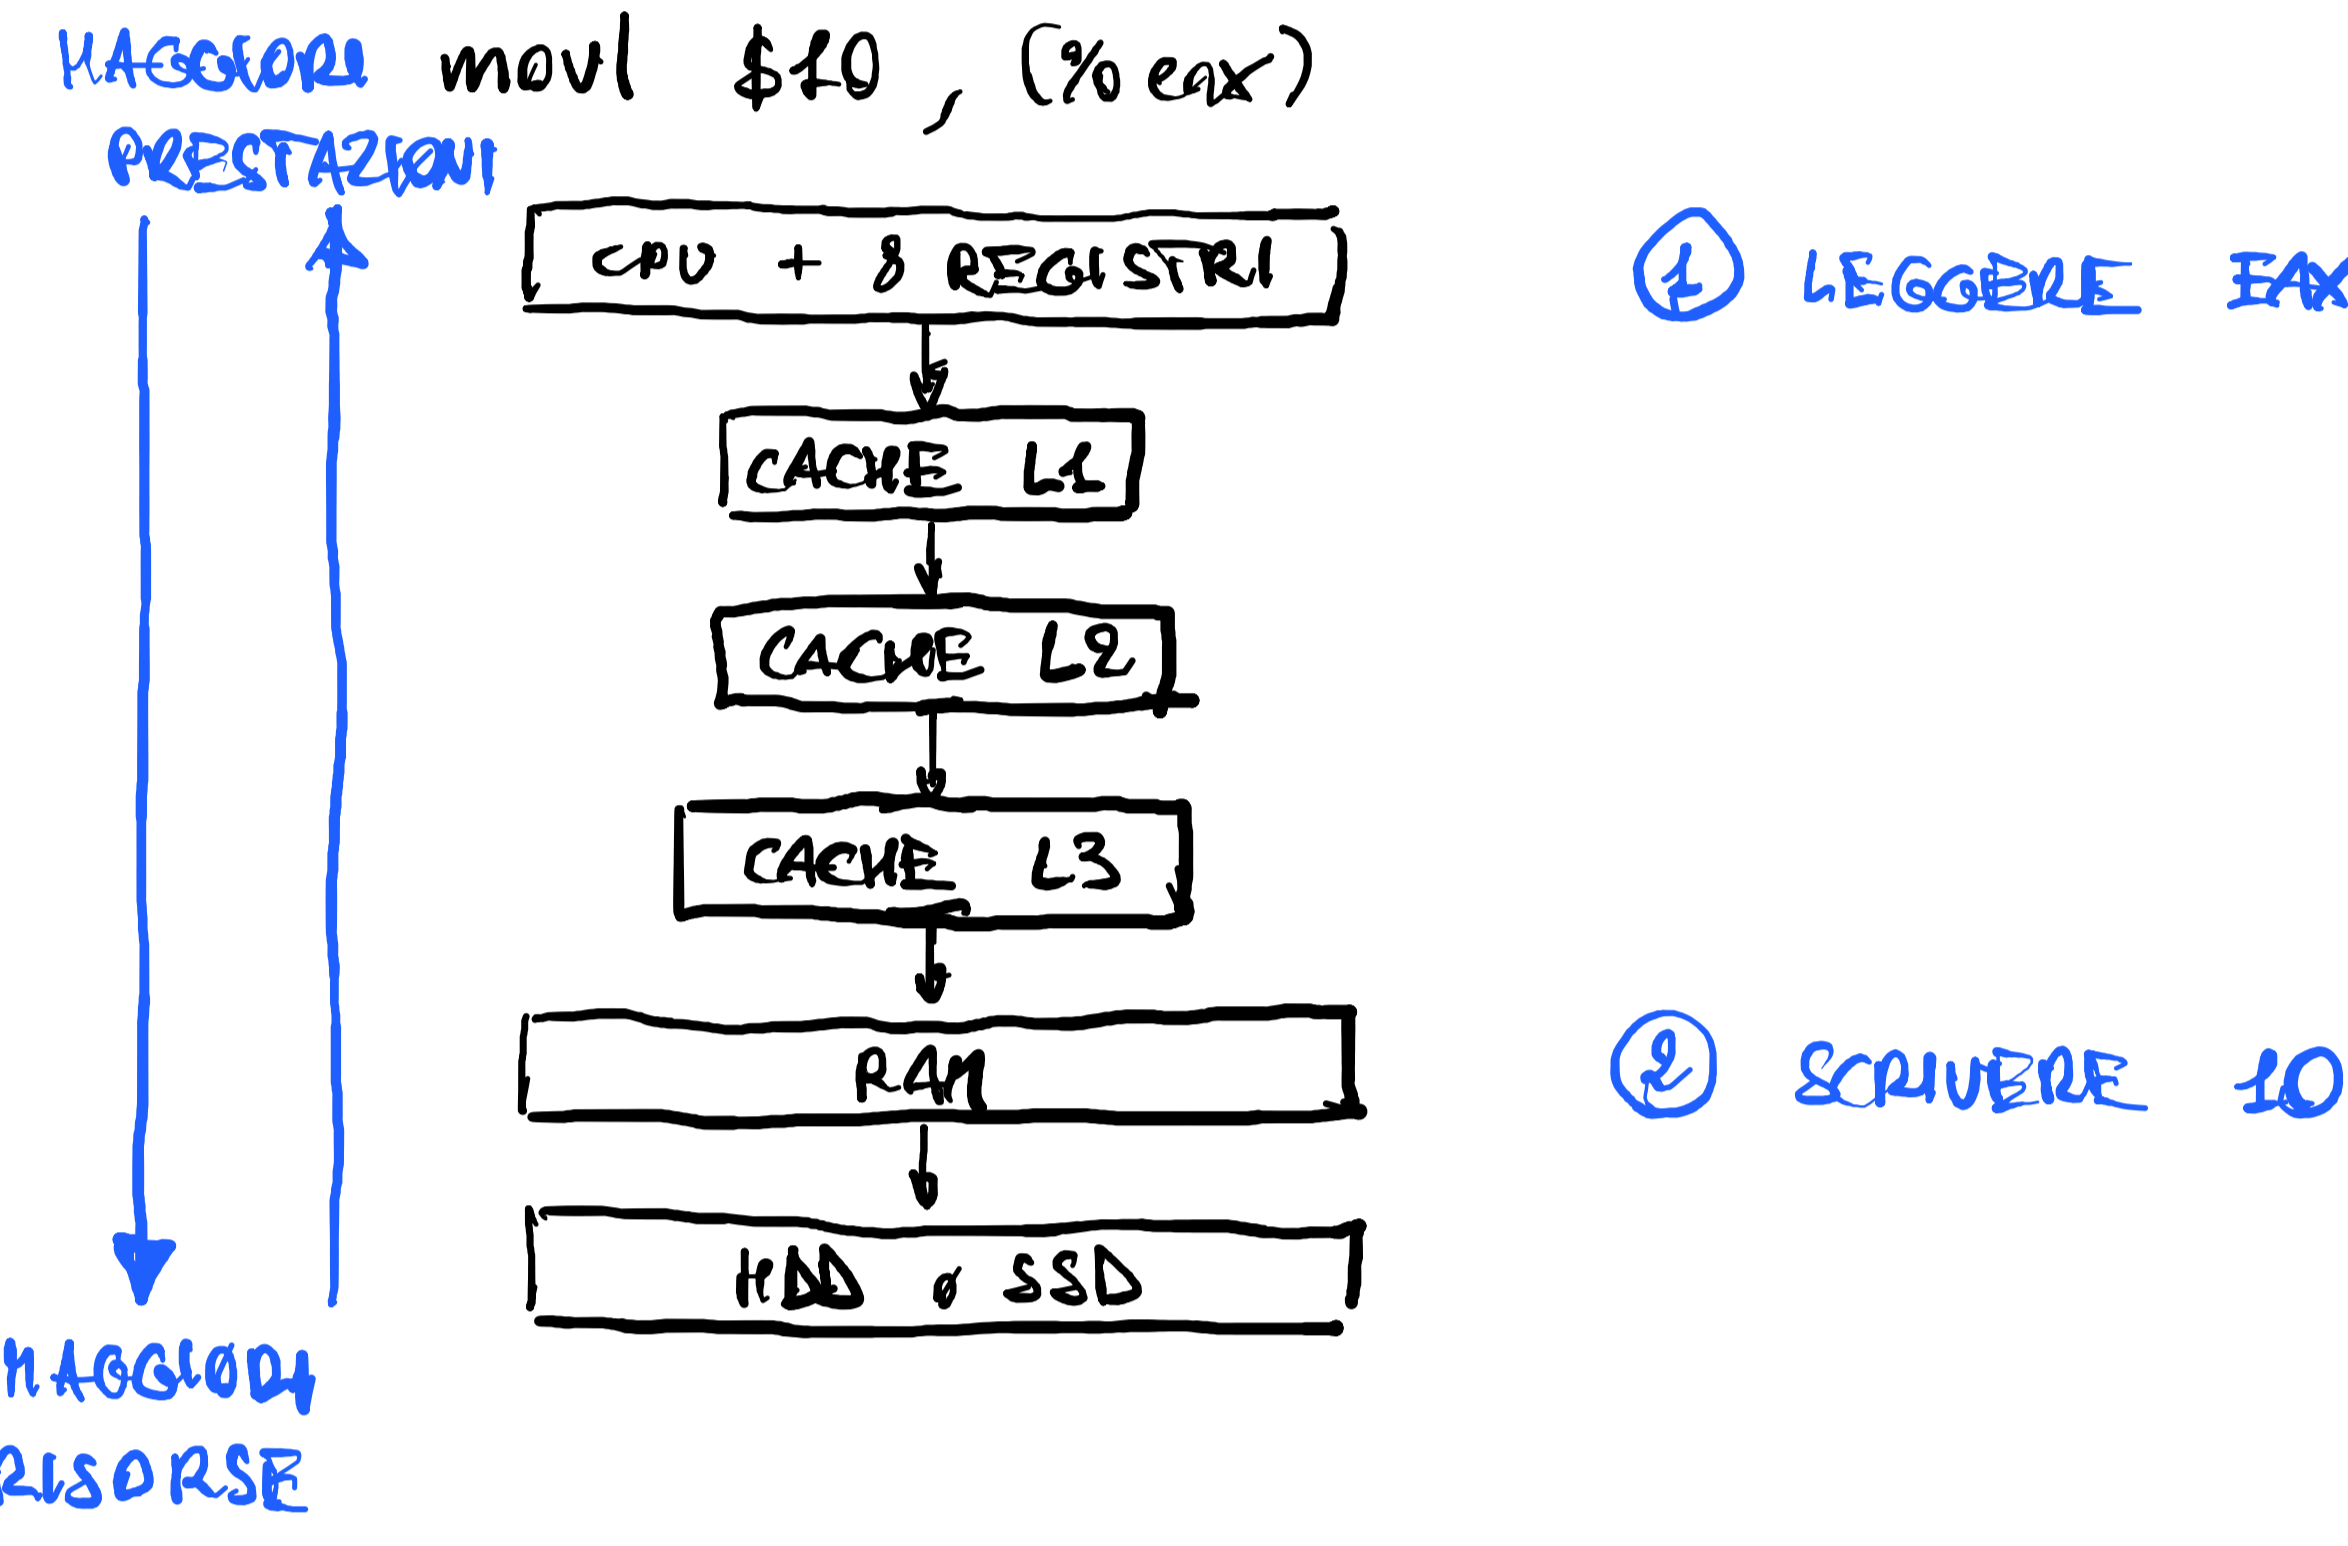 MAGGIORI movl $10, (%eax)
PRESTAZIONI
CPU + 8 REGISTRI
1 LEGGERE EAX
CACHE L1
CACHE L2
CACHE L3
RAM
2 SCRIVERE 10
HDD o SSD
MAGGIORI
RISORSE